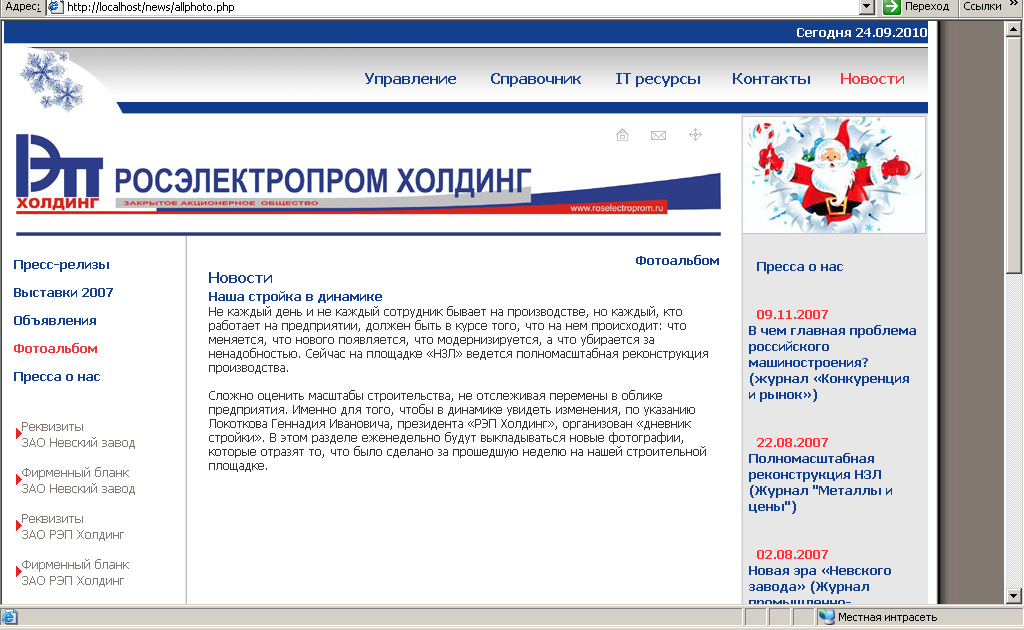 Адрес: http://localhost/news/allphoto.php Переход Ссылки »
Сегодня 24.09.2010
Управление Справочник IT ресурсы Контакты Новости
ЭП ХОЛДИНГ
РОСЭЛЕКТРОПРОМ ХОЛДИНГ
ЗАКРЫТОЕ АКЦИОНЕРНОЕ ОБЩЕСТВО
www.roselectroprom.ru
Пресс-релизы
Выставки 2007
Объявления
Фотоальбом
Пресса о нас
Реквизиты
ЗАО Невский завод
Фирменный бланк
ЗАО Невский завод
Реквизиты
ЗАО РЭП Холдинг
Фирменный бланк
ЗАО РЭП Холдинг
Фотоальбом
Новости
Наша стройка в динамике
Не каждый день и не каждый сотрудник бывает на производстве, но каждый, кто
работает на предприятии, должен быть в курсе того, что на нем происходит: что
меняется, что нового появляется, что модернизируется, а что убирается за
ненадобностью. Сейчас на площадке «НЗЛ» ведется полномасштабная реконструкция
производства.
Сложно оценить масштабы строительства, не отслеживая перемены в облике
предприятия. Именно для того, чтобы в динамике увидеть изменения, по указанию
Локоткова Геннадия Ивановича, президента «РЭП Холдинг», организован «дневник
стройки». В этом разделе еженедельно будут выкладываться новые фотографии,
которые отразят то, что было сделано за прошедшую неделю на нашей строительной
площадке.
Пресса о нас
09.11.2007
В чем главная проблема
российского
машиностроения?
(журнал «Конкуренция
и рынок»)
22.08.2007
Полномасштабная
реконструкция НЗЛ
(Журнал "Металлы и
цены")
02.08.2007
Новая эра «Невского
завода» (Журнал
промышленно-
Местная интрасеть